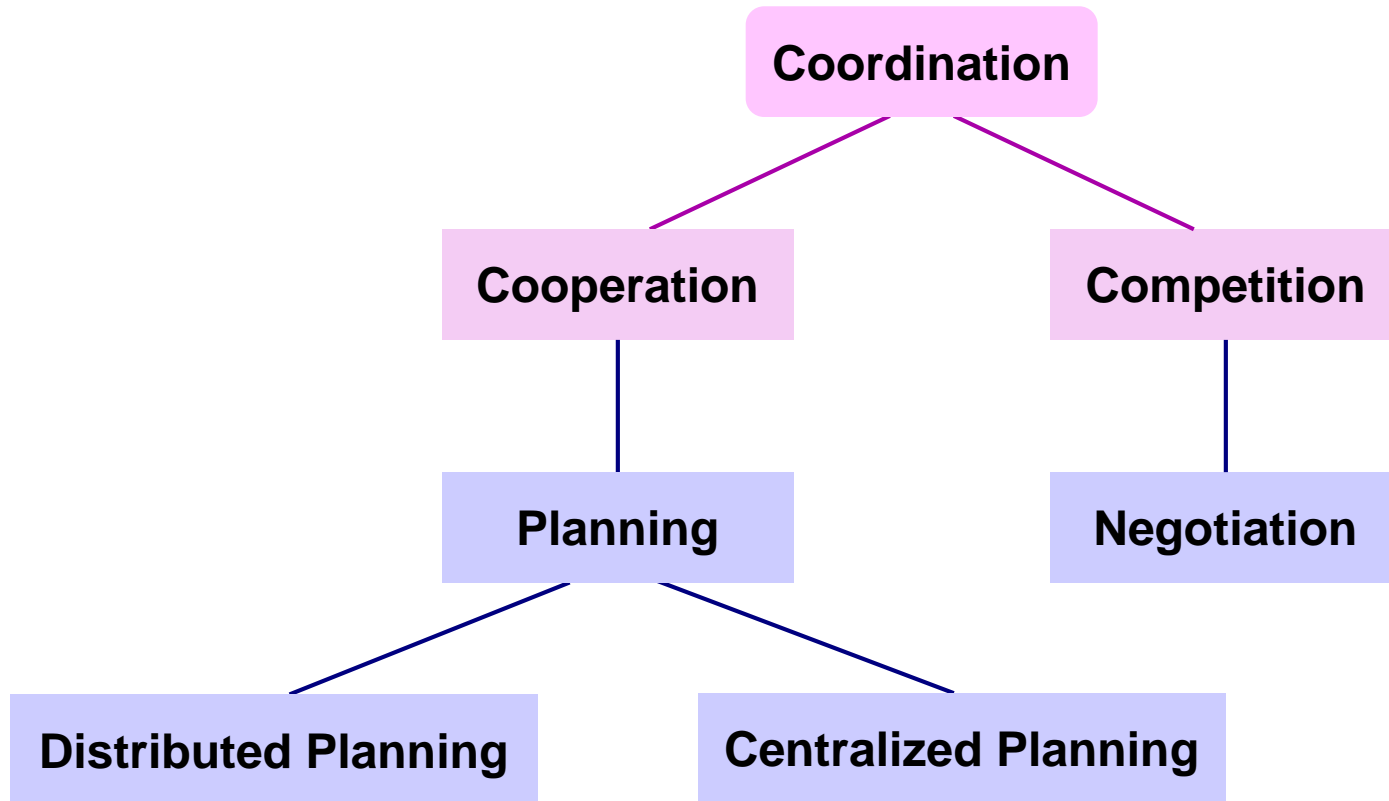 Coordination
Cooperation
Competition
Planning
Negotiation
Distributed Planning
Centralized Planning